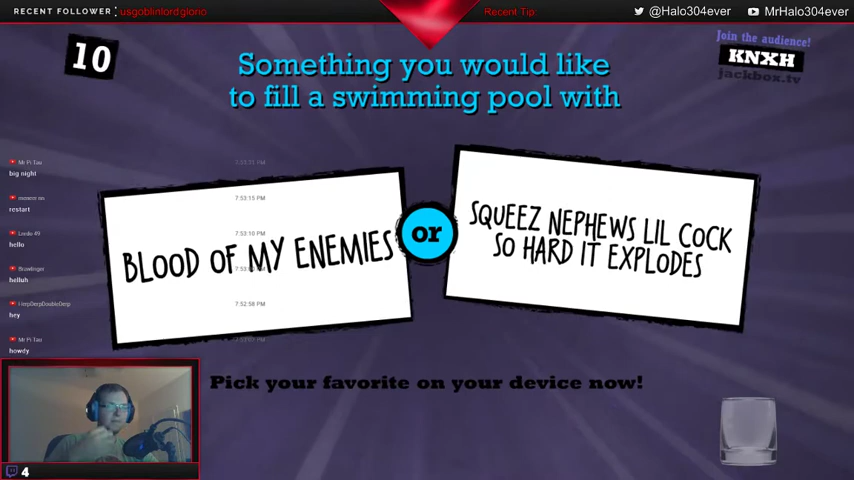 RECENT FOLLOWER: usgoblinlordglorio
Recent Tip:
@Halo304ever
MrHalo304ever
10
Something you would like
to fill a swimming pool with
Join the audience!
KNXH
jackbox.tv
BLOOD OF MY ENEMIES
or
SQUEEZ NEPHEWS LIL COCK
SO HARD IT EXPLODES
Mr Pi Tau
big night
restart
7:53:15 PM
hello
7:53:10 PM
helluh
HerpDerpDoubleDerp
7:52:58 PM
hey
Mr Pi Tau
howdy
Pick your favorite on your device now!
4